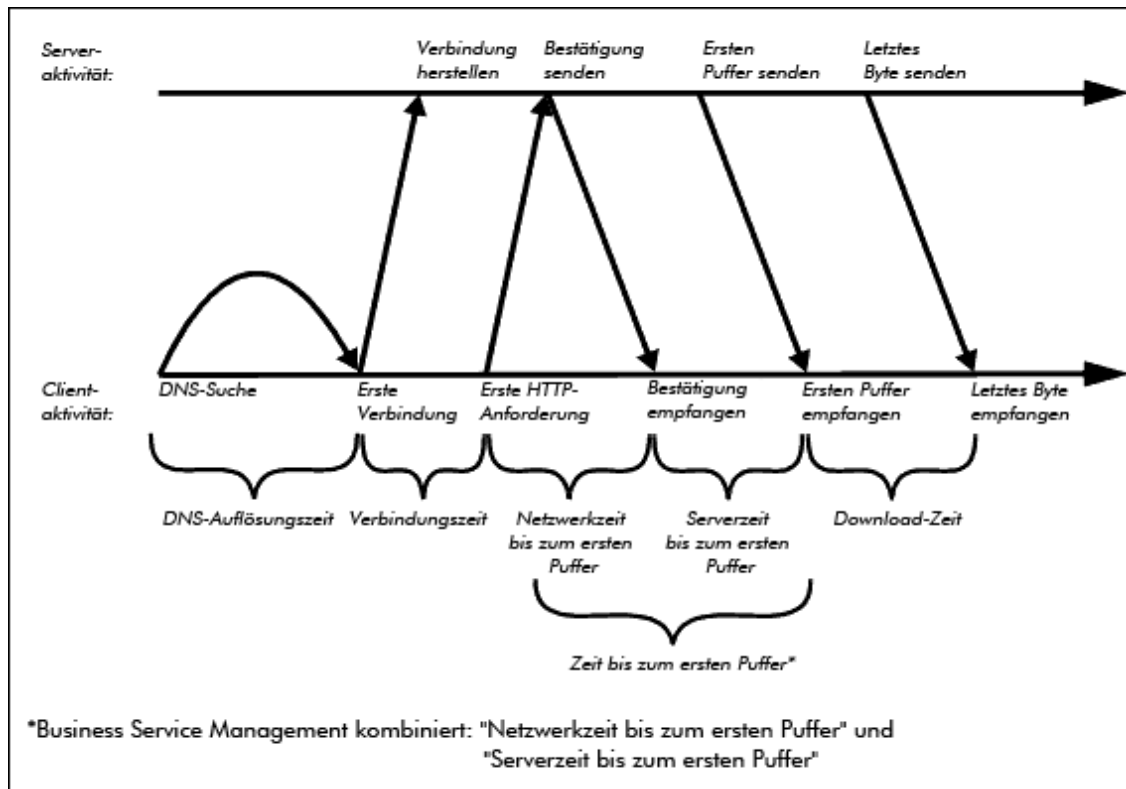 Server-
aktivität:
Verbindung
herstellen
Bestätigung
senden
Ersten
Puffer senden
Letztes
Byte senden
Client-
aktivität:
DNS-Suche
Erste
Verbindung
Erste HTTP-
Anforderung
Bestätigung
empfangen
Ersten Puffer
empfangen
Letztes Byte
empfangen
DNS-Auflösungszeit
Verbindungszeit
Netzwerkzeit
bis zum ersten
Puffer
Serverzeit
bis zum ersten
Puffer
Download-Zeit
Zeit bis zum ersten Puffer*
*Business Service Management kombiniert: "Netzwerkzeit bis zum ersten Puffer" und
"Serverzeit bis zum ersten Puffer"